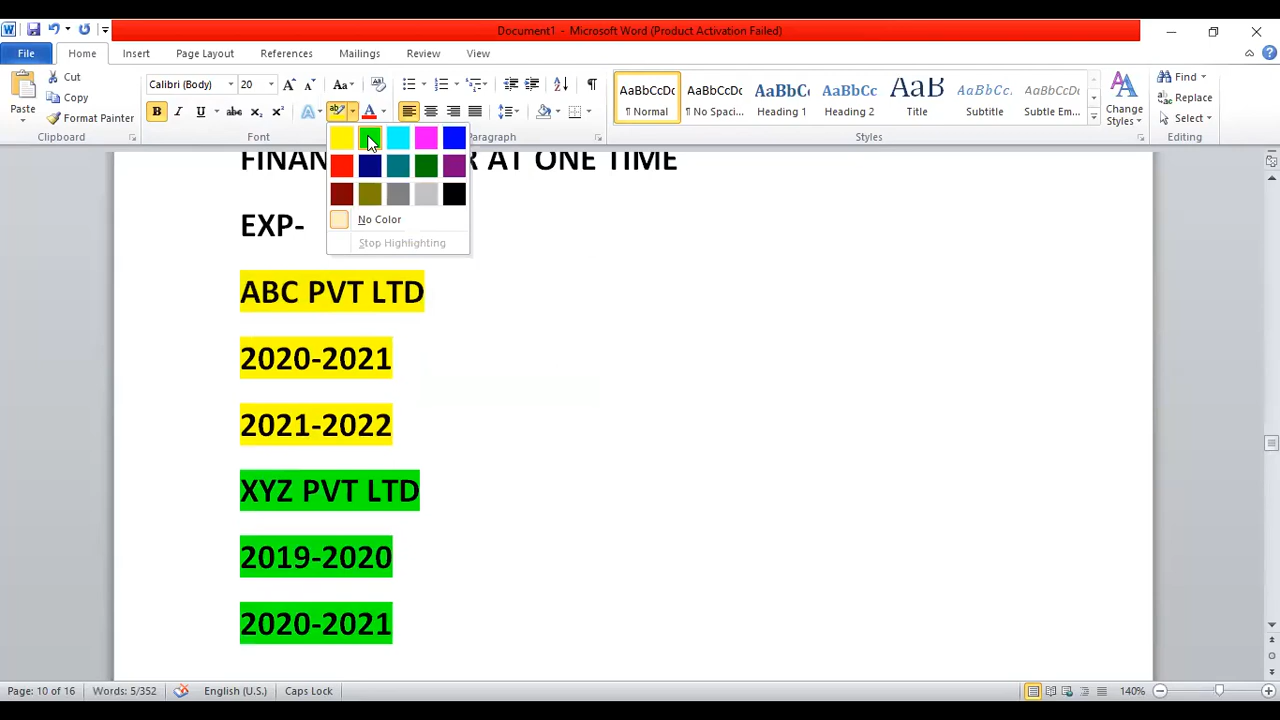 Document1 - Microsoft Word (Product Activation Failed)
File Home Insert Page Layout References Mailings Review View
Paste Cut Copy Format Painter Clipboard
Calibri (Body) 20 Aa Font
Paragraph
AaBbCcDc ¶ Normal AaBbCcDc ¶ No Spaci... AaBbCc Heading 1 AaBbCc Heading 2 AaB Title AaBbCcI Subtitle AaBbCcDc Subtle Em... Change Styles Styles
Find Replace Select Editing
No Color
Stop Highlighting
AT ONE TIME
EXP-
ABC PVT LTD
2020-2021
2021-2022
XYZ PVT LTD
2019-2020
2020-2021
Page: 10 of 16 Words: 5/352 English (U.S.) Caps Lock 140%